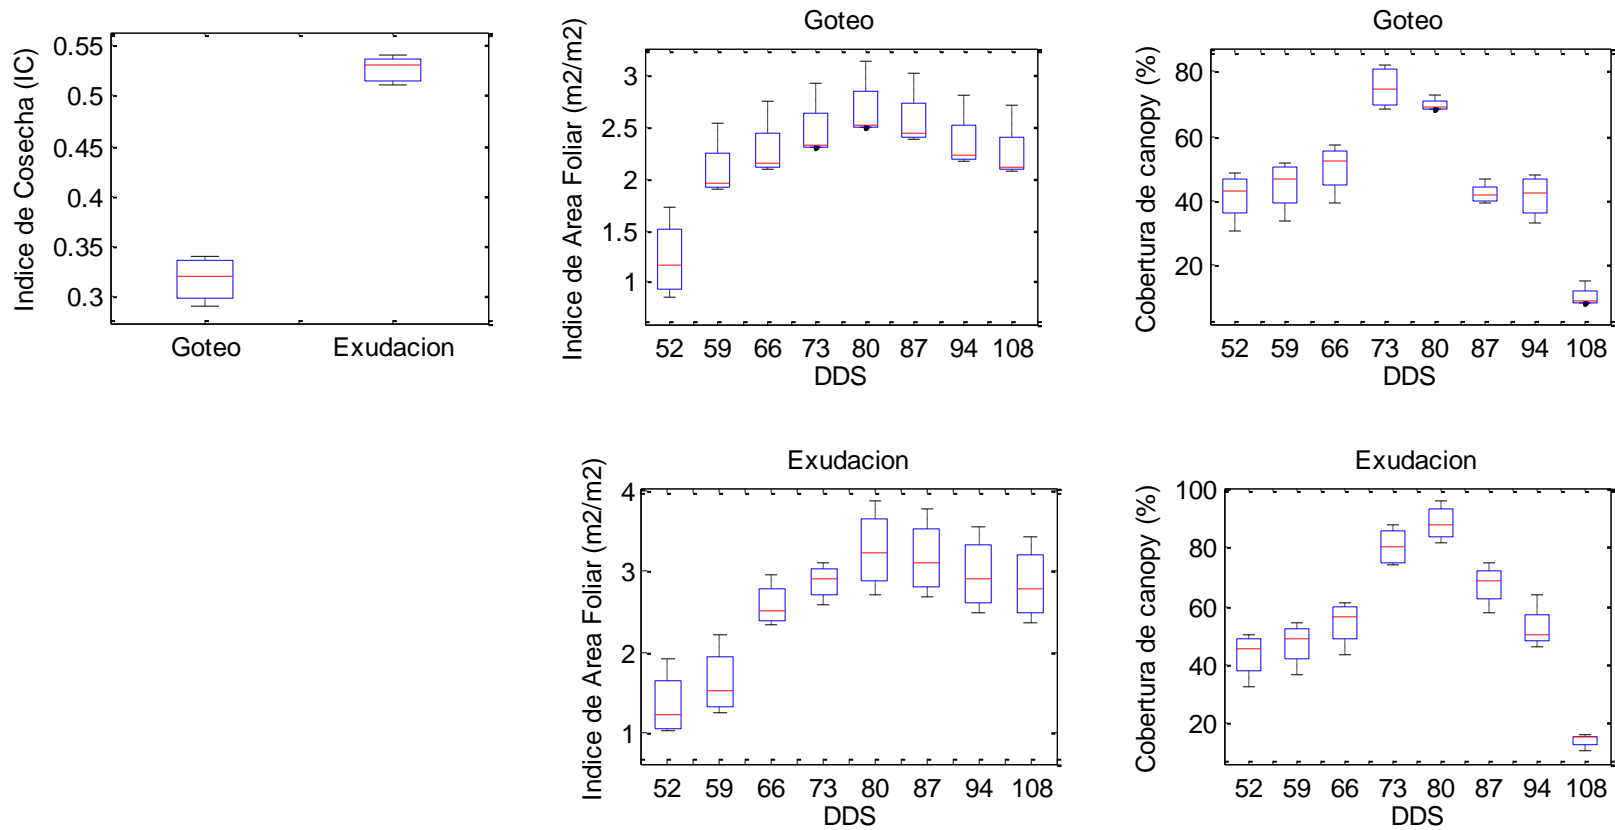 Indice de Cosecha (IC)
0.55
0.5
0.45
0.4
0.35
0.3
Goteo Exudacion
Goteo
Indice de Area Foliar (m2/m2)
3
2.5
2
1.5
1
52 59 66 73 80 87 94 108
DDS
Goteo
Cobertura de canopy (%)
80
60
40
20
52 59 66 73 80 87 94 108
DDS
Exudacion
Indice de Area Foliar (m2/m2)
4
3
2
1
52 59 66 73 80 87 94 108
DDS
Exudacion
Cobertura de canopy (%)
100
80
60
40
20
52 59 66 73 80 87 94 108
DDS